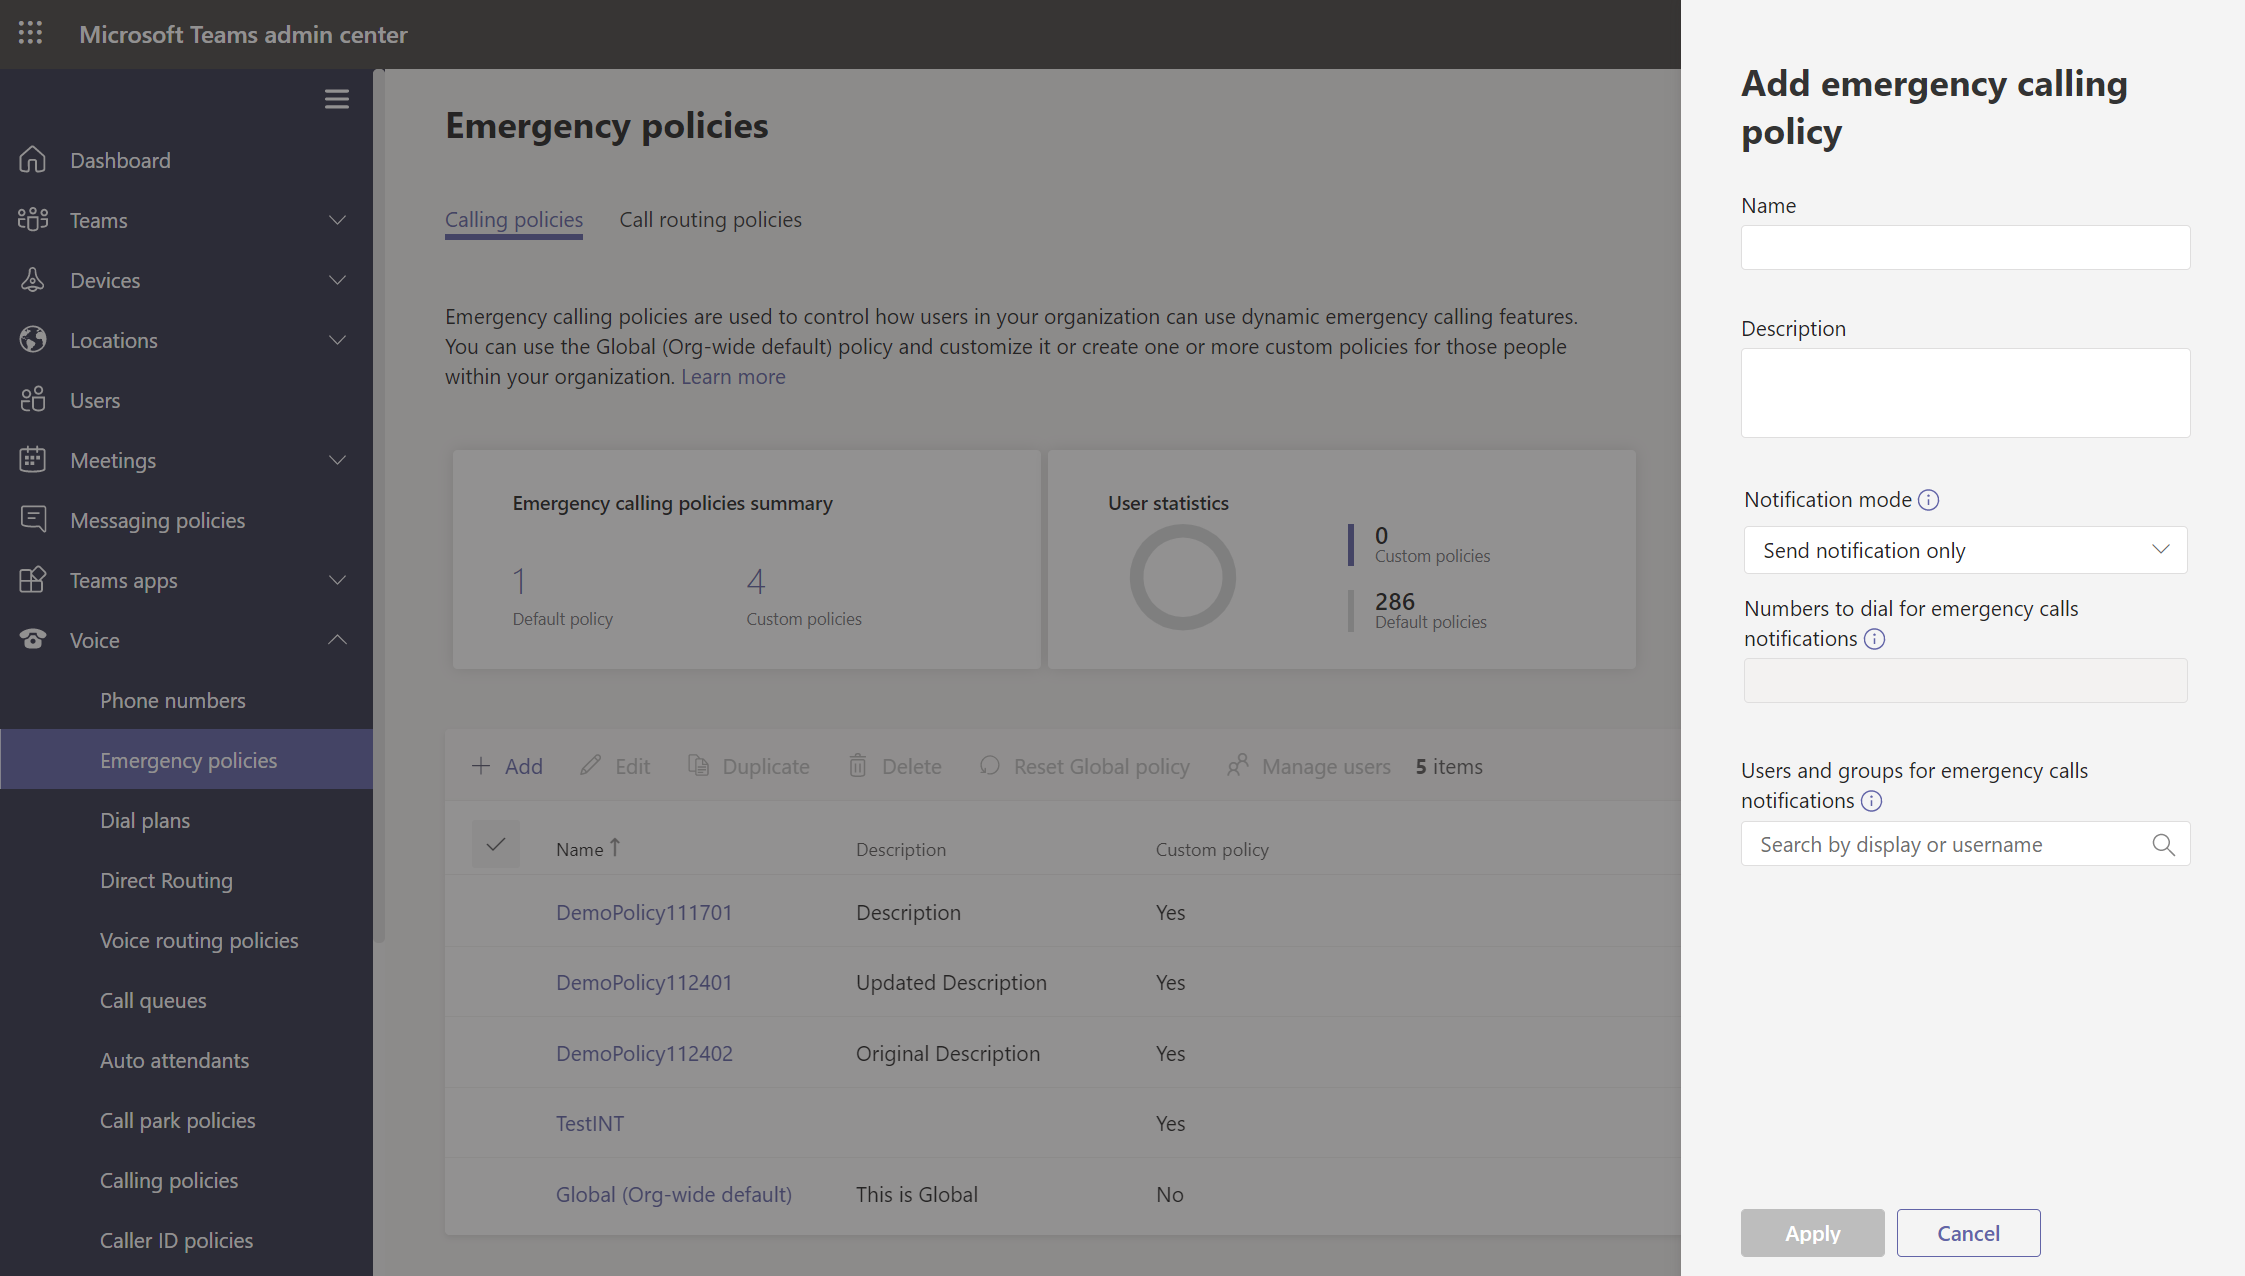 Microsoft Teams admin center
Dashboard
Teams
Devices
Locations
Users
Meetings
Messaging policies
Teams apps
Voice
Phone numbers
Emergency policies
Dial plans
Direct Routing
Voice routing policies
Call queues
Auto attendants
Call park policies
Calling policies
Caller ID policies
Emergency policies
Calling policies
Call routing policies
Emergency calling policies are used to control how users in your organization can use dynamic emergency calling features.
You can use the Global (Org-wide default) policy and customize it or create one or more custom policies for those people
within your organization. Learn more
Emergency calling policies summary
1
Default policy
4
Custom policies
User statistics
0
Custom policies
286
Default policies
Add Edit Duplicate Delete Reset Global policy Manage users 5 items
Name Description Custom policy
DemoPolicy111701 Description Yes
DemoPolicy112401 Updated Description Yes
DemoPolicy112402 Original Description Yes
TestINT Yes
Global (Org-wide default) This is Global No
Add emergency calling
policy
Name
Description
Notification mode
Send notification only
Numbers to dial for emergency calls
notifications
Users and groups for emergency calls
notifications
Search by display or username
Apply
Cancel